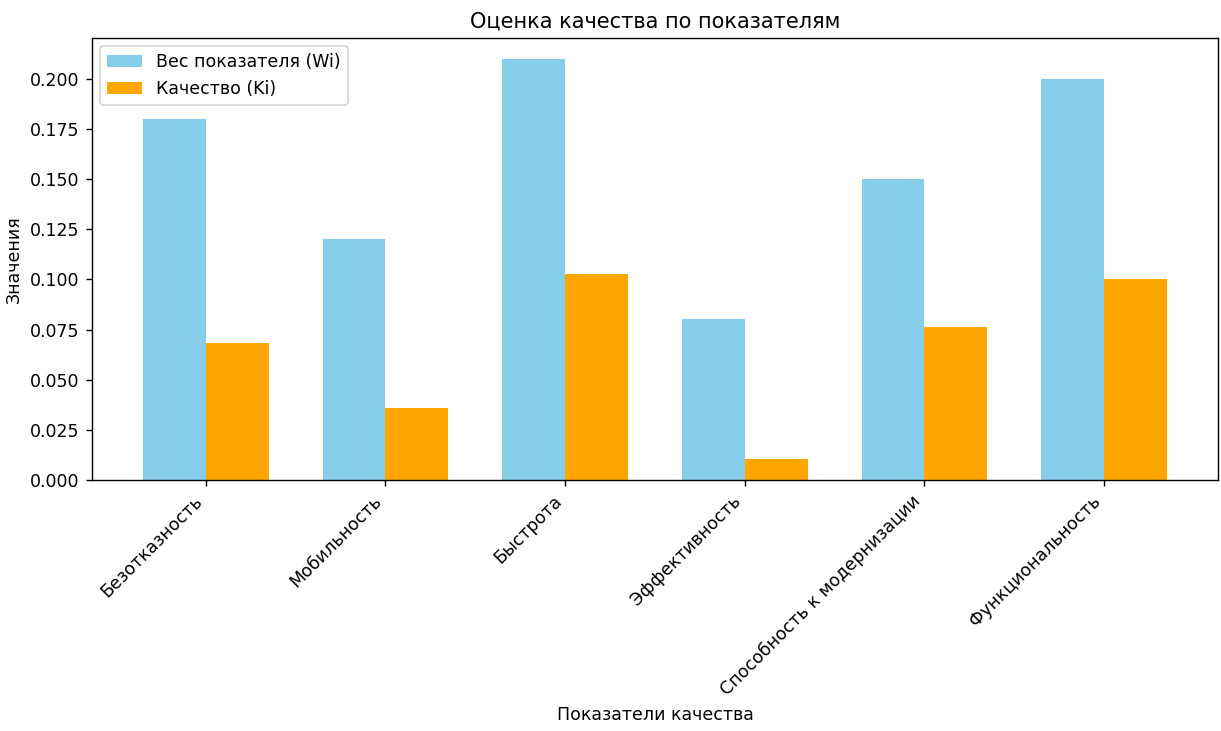 Оценка качества по показателям
Вес показателя (Wi)
Качество (Ki)
Значения
0.200
0.175
0.150
0.125
0.100
0.075
0.050
0.025
0.000
Безотказность
Мобильность
Быстрота
Эффективность
Способность к модернизации
Функциональность
Показатели качества